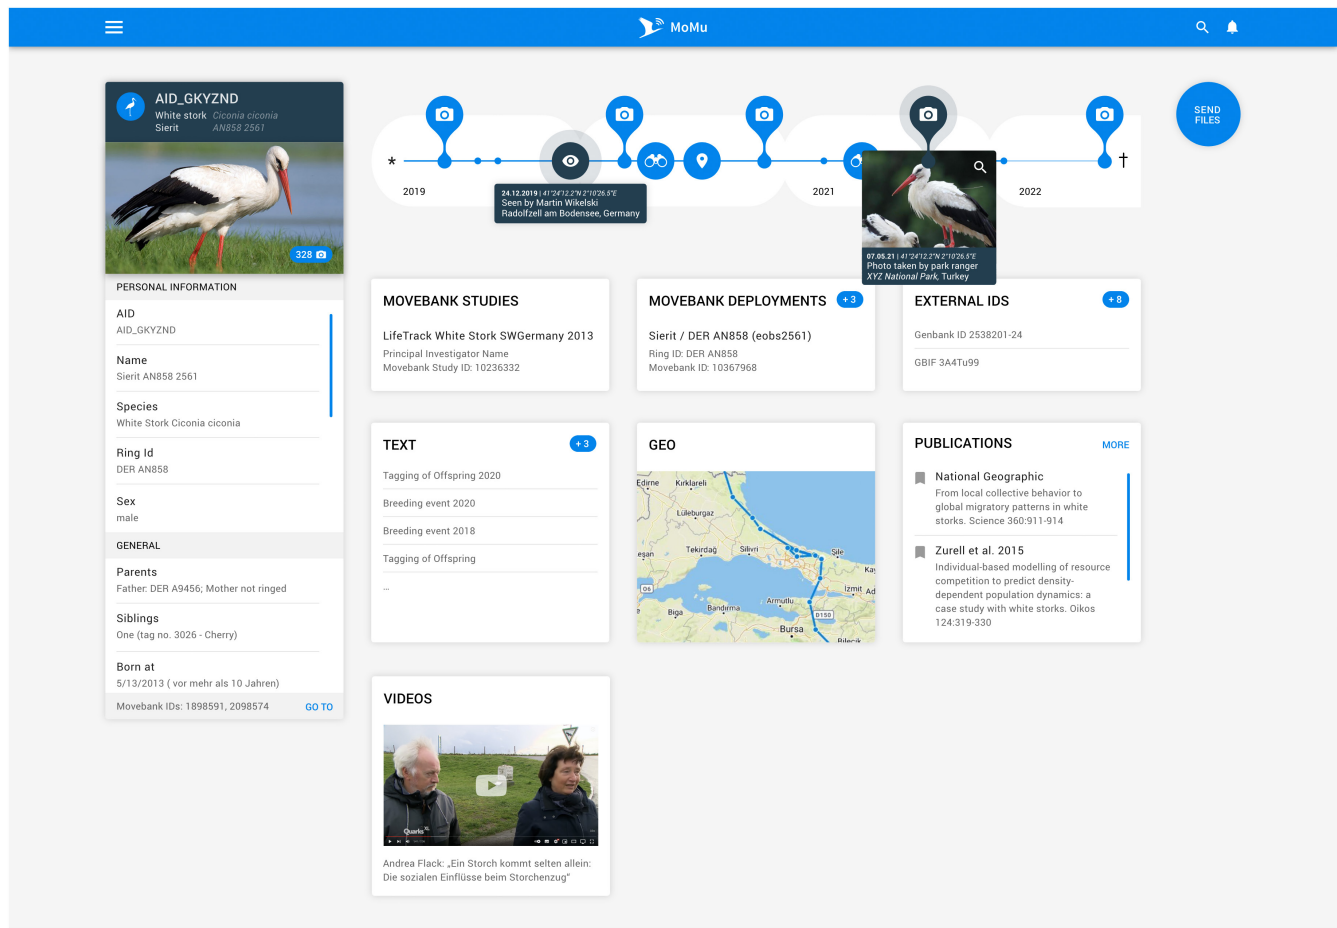 MoMu
SEND
FILES
AID_GKYZND
White stork Ciconia ciconia
Sierit AN858 2561
328
PERSONAL INFORMATION
AID
AID_GKYZND
Name
Sierit AN858 2561
Species
White Stork Ciconia ciconia
Ring Id
DER AN858
Sex
male
GENERAL
Parents
Father: DER A9456; Mother not ringed
Siblings
One (tag no. 3026 - Cherry)
Born at
5/13/2013 ( vor mehr als 10 Jahren)
Movebank IDs: 1898591, 2098574 GO TO
* †
2019 2021 2022
24.12.2019 | 41°24'12.2"N 2°10'26.5"E
Seen by Martin Wikelski
Radolfzell am Bodensee, Germany
07.05.21 | 41°24'12.2"N 2°10'26.5"E
Photo taken by park ranger
XYZ National Park, Turkey
MOVEBANK STUDIES
LifeTrack White Stork SWGermany 2013
Principal Investigator Name
Movebank Study ID: 10236332
MOVEBANK DEPLOYMENTS +3
Sierit / DER AN858 (eobs2561)
Ring ID: DER AN858
Movebank ID: 10367968
EXTERNAL IDS +8
Genbank ID 2538201-24
GBIF 3A4Tu99
TEXT +3
Tagging of Offspring 2020
Breeding event 2020
Breeding event 2018
Tagging of Offspring
...
GEO
Edirne Kırklareli
Lüleburgaz
eşan Tekirdağ Silivri Şile
Kay
06 İzmit Ad
Armutlu
Biga Bandırma D150
Bursa
Bilecik
PUBLICATIONS MORE
National Geographic
From local collective behavior to
global migratory patterns in white
storks. Science 360:911-914
Zurell et al. 2015
Individual-based modelling of resource
competition to predict density-
dependent population dynamics: a
case study with white storks. Oikos
124:319-330
VIDEOS
Quarks
Andrea Flack: „Ein Storch kommt selten allein:
Die sozialen Einflüsse beim Storchenzug"